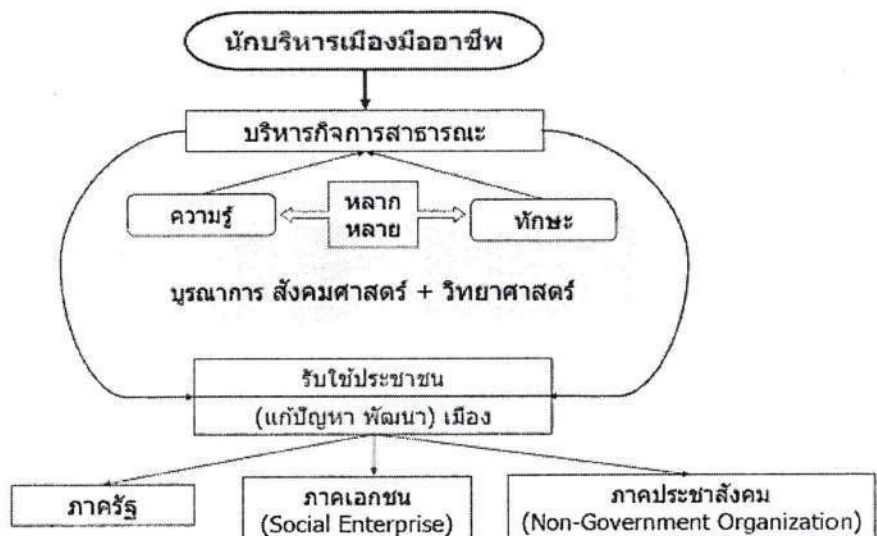 นักบริหารเมืองมืออาชีพ
บริหารกิจการสาธารณะ
ความรู้
หลาก
หลาย
ทักษะ
บูรณาการ สังคมศาสตร์ + วิทยาศาสตร์
รับใช้ประชาชน
(แก้ปัญหา พัฒนา) เมือง
ภาครัฐ
ภาคเอกชน
(Social Enterprise)
ภาคประชาสังคม
(Non-Government Organization)